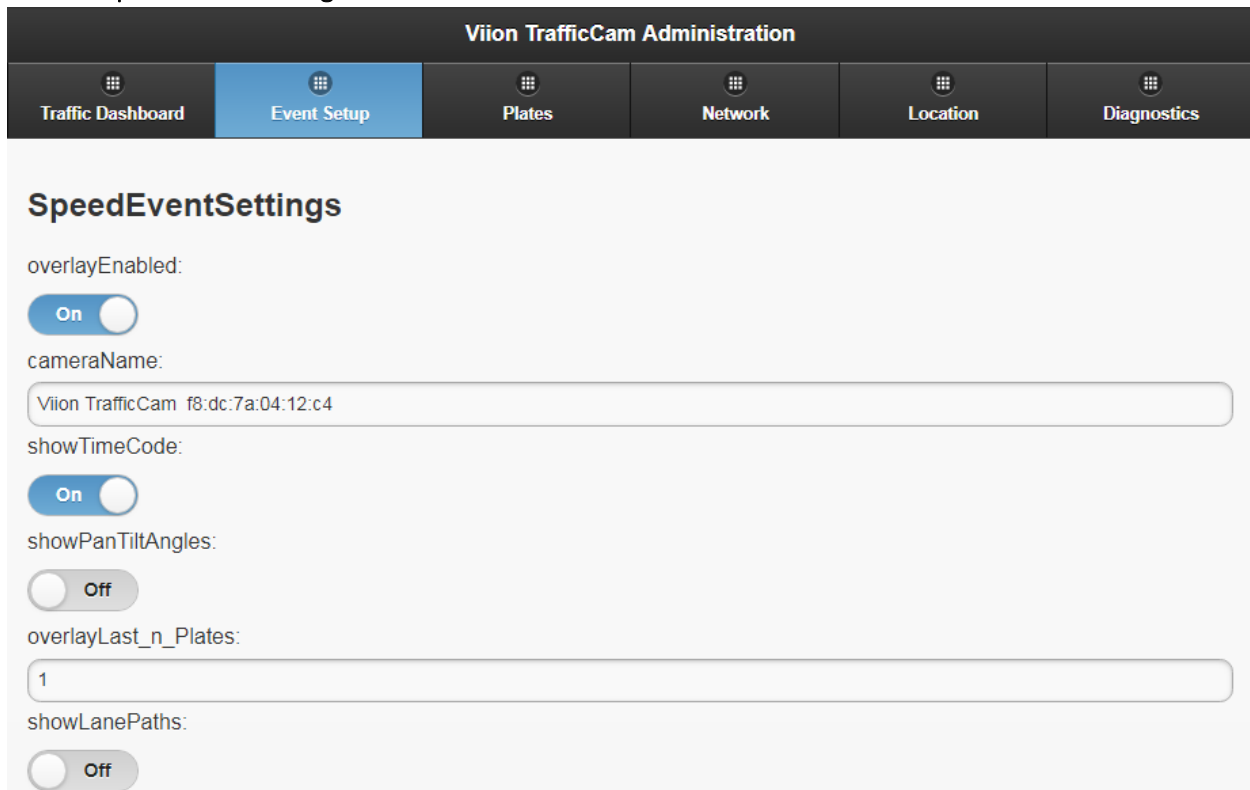 Viion TrafficCam Administration
Traffic Dashboard
Event Setup
Plates
Network
Location
Diagnostics
SpeedEventSettings
overlayEnabled:
On
cameraName:
Viion TrafficCam f8:dc:7a:04:12:c4
showTimeCode:
On
showPanTiltAngles:
Off
overlayLast_n_Plates:
1
showLanePaths:
Off